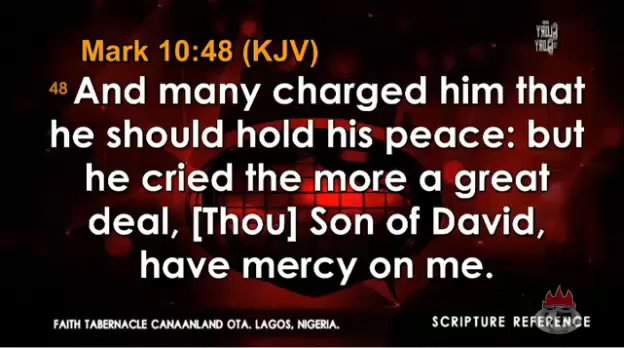 Mark 10:48 (KJV)
48 And many charged him that
he should hold his peace: but
he cried the more a great
deal, [Thou] Son of David,
have mercy on me.
FAITH TABERNACLE CANAANLAND OTA. LAGOS, NIGERIA.
SCRIPTURE REFERENCE